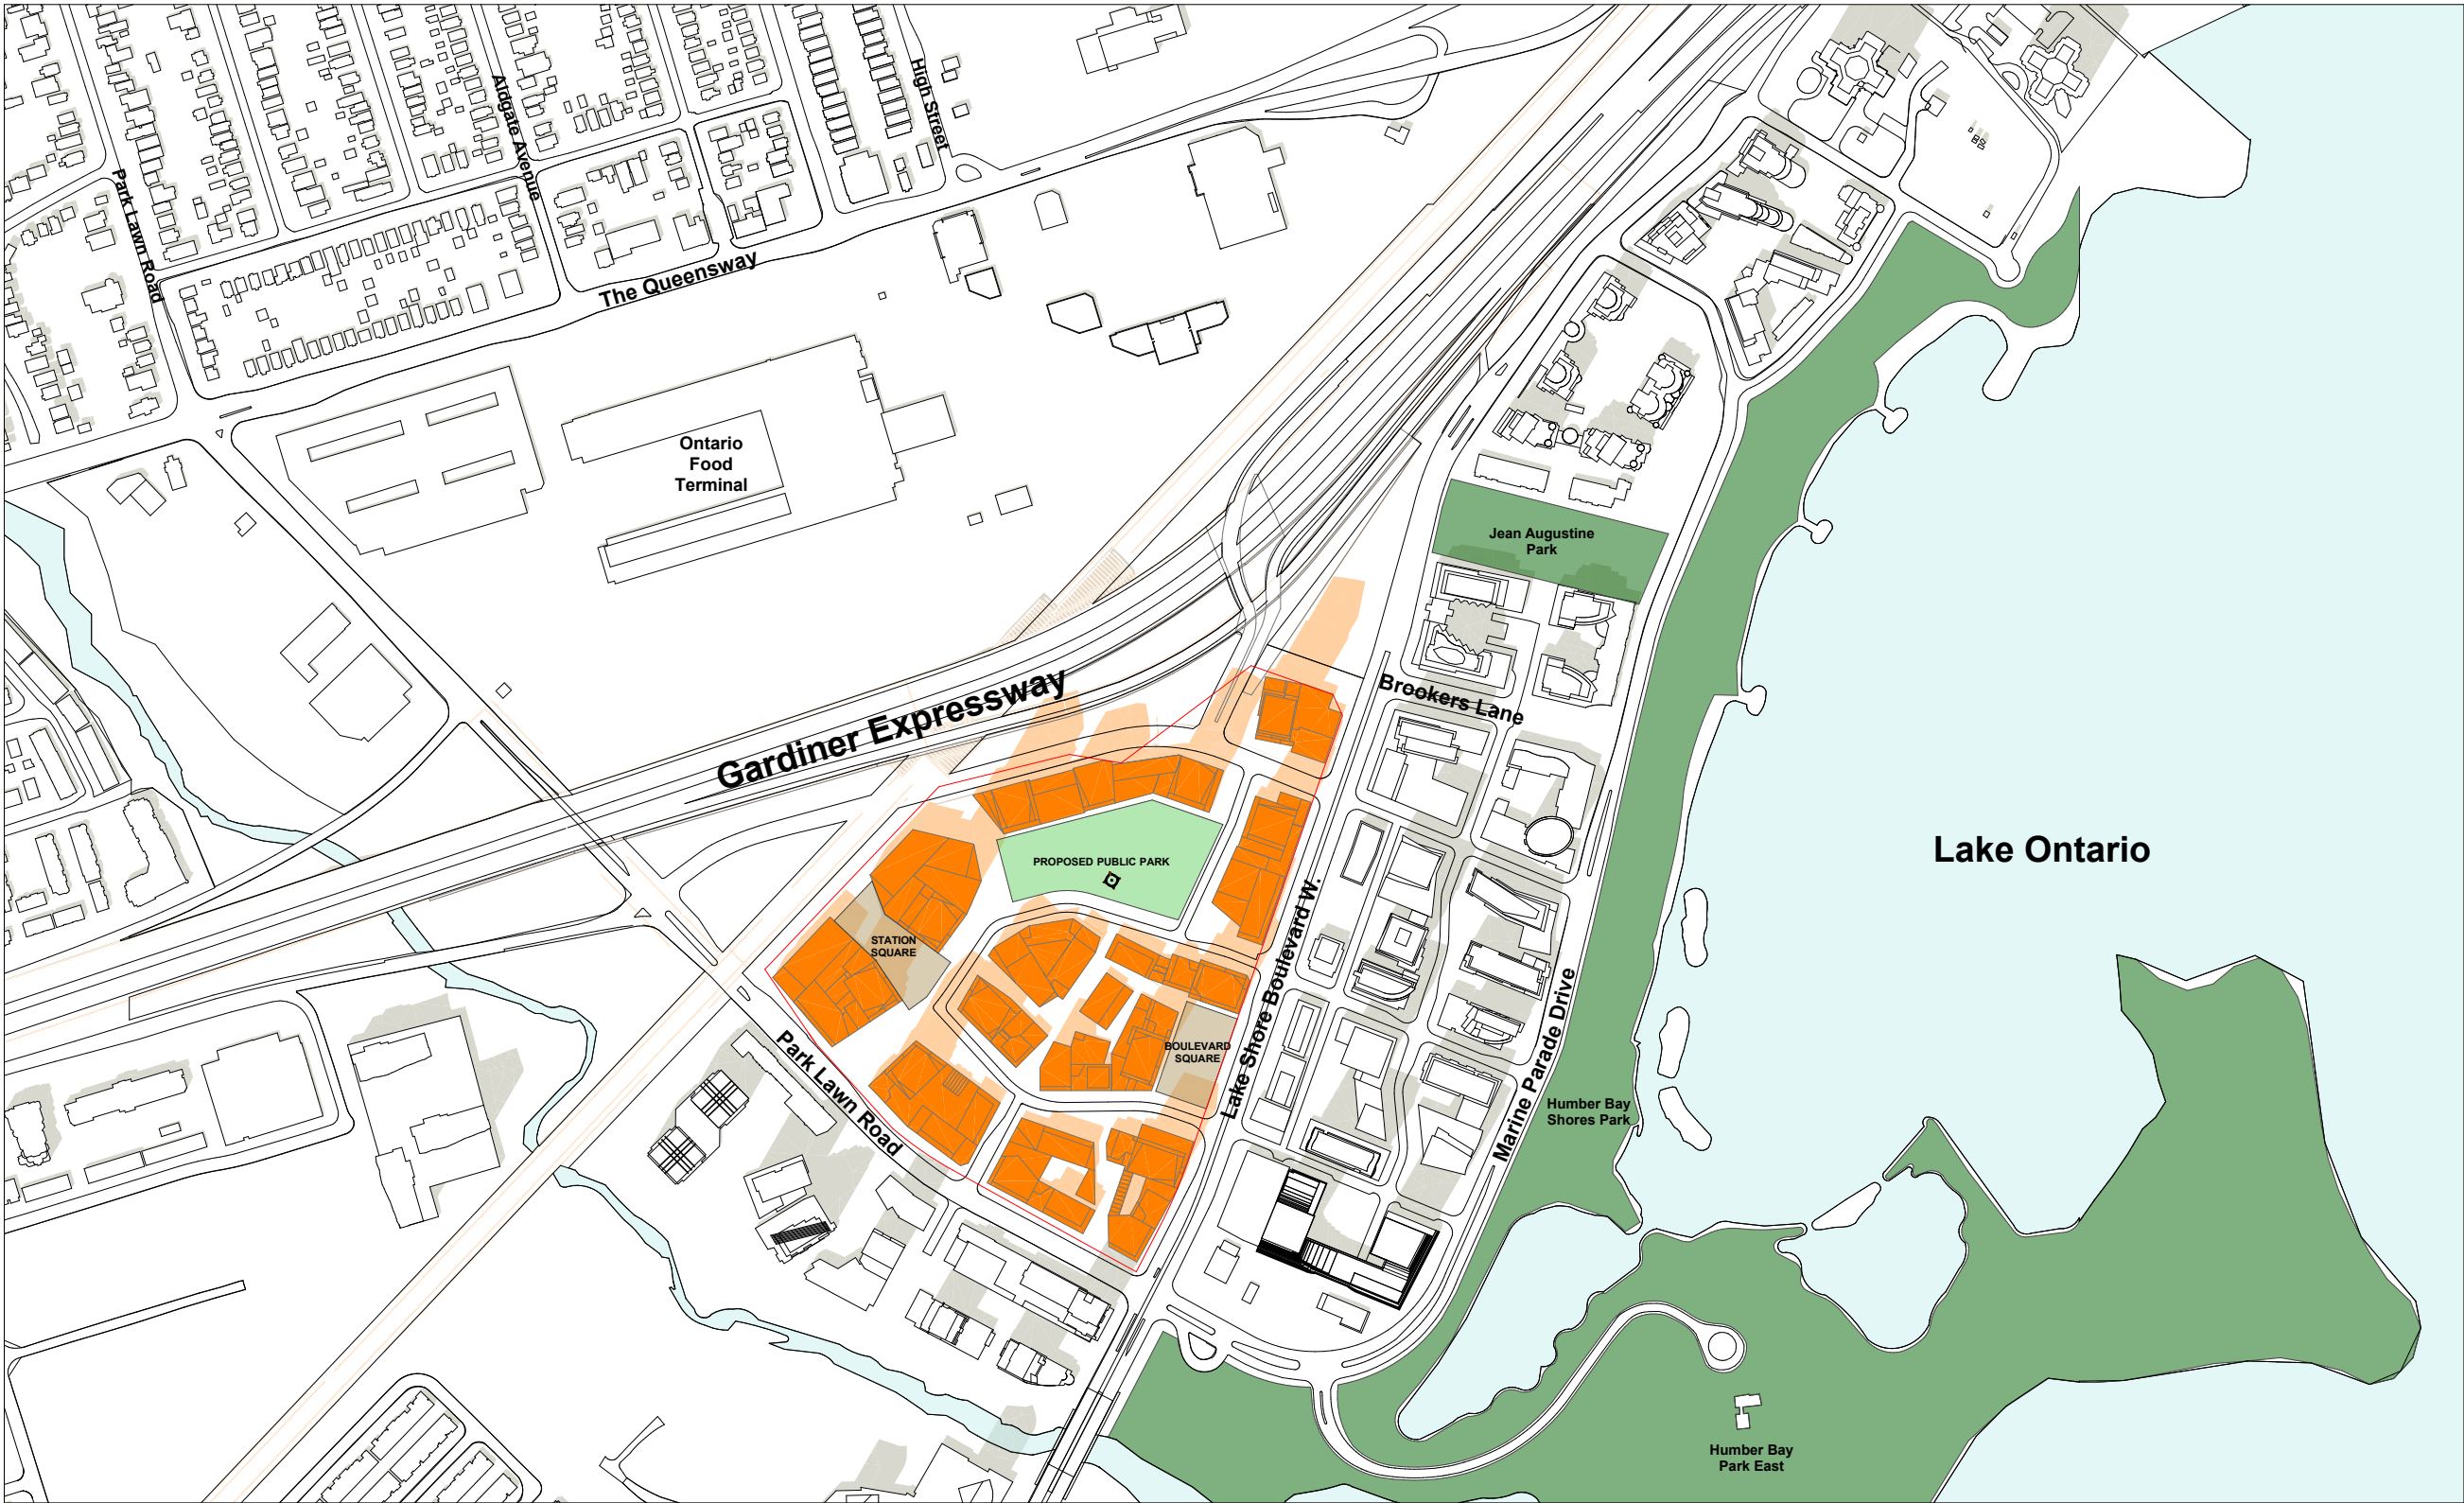 High Street
Aldgate Avenue
Park Lawn Road
The Queensway
Ontario
Food
Terminal
Jean Augustine
Park
Brookers Lane
Gardiner Expressway
Lake Ontario
PROPOSED PUBLIC PARK
STATION
SQUARE
BOULEVARD
SQUARE
Lake Shore Boulevard W.
Marine Parade Drive
Park Lawn Road
Humber Bay
Shores Park
Humber Bay
Park East